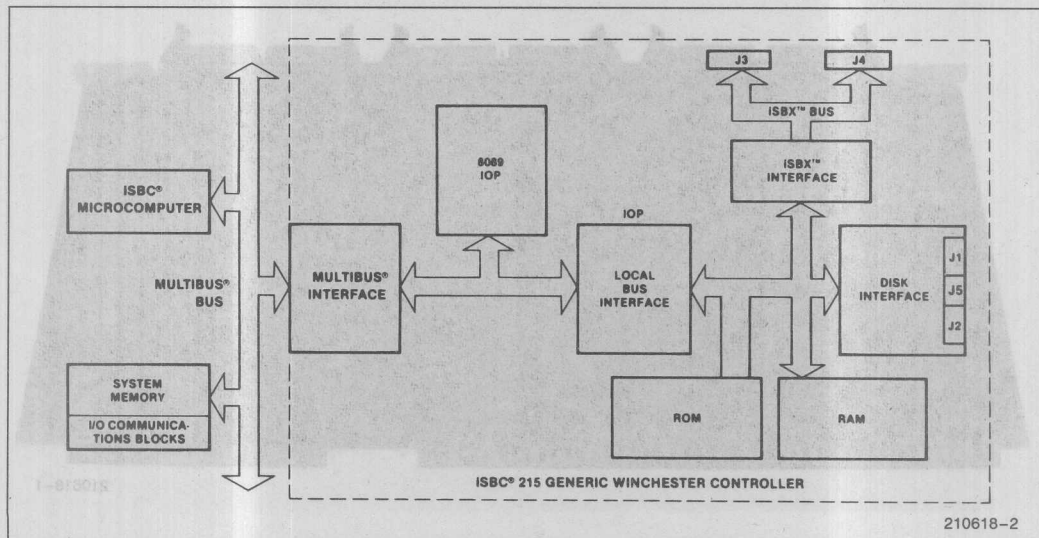 J3
J4
iSBX™ BUS
8089
IOP
iSBX™
INTERFACE
iSBC®
MICROCOMPUTER
IOP
MULTIBUS®
BUS
MULTIBUS®
INTERFACE
LOCAL
BUS
INTERFACE
DISK
INTERFACE
J1
J5
J2
SYSTEM
MEMORY
I/O COMMUNICA-
TIONS BLOCKS
ROM
RAM
iSBC® 215 GENERIC WINCHESTER CONTROLLER
210618-1
210618-2